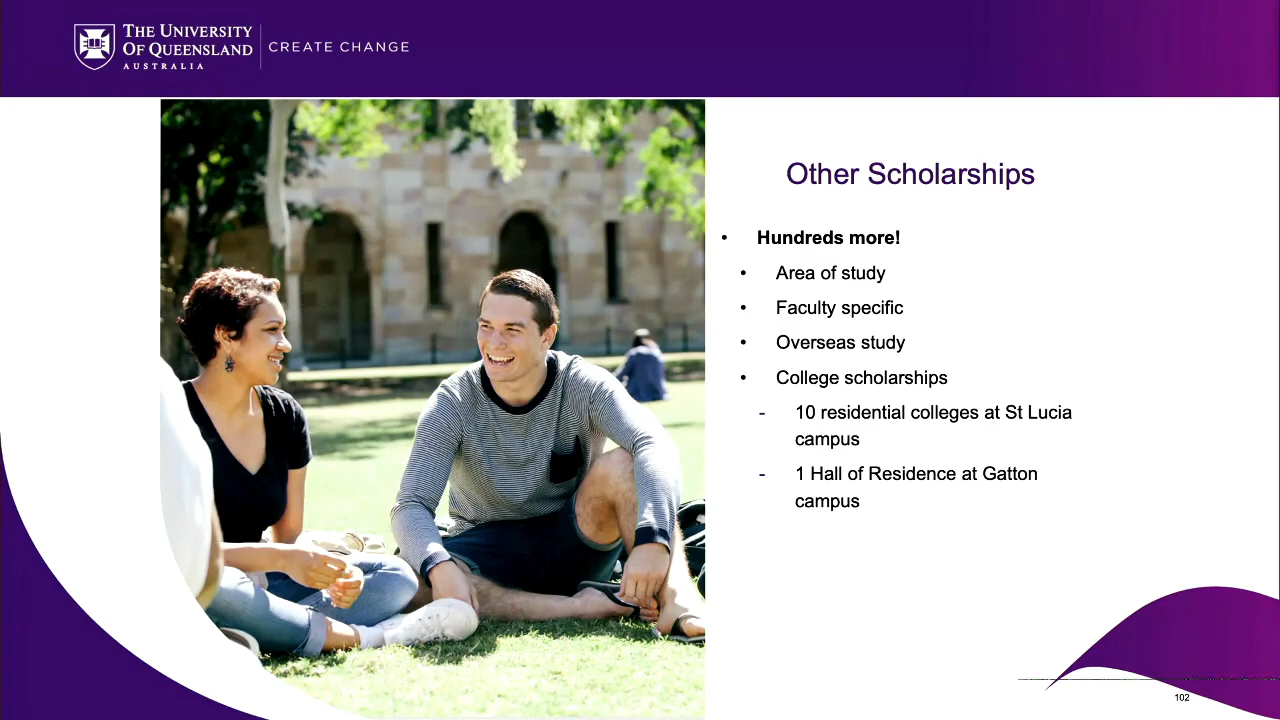 THE UNIVERSITY
OF QUEENSLAND
AUSTRALIA
CREATE CHANGE
Other Scholarships
• Hundreds more!
• Area of study
• Faculty specific
• Overseas study
• College scholarships
- 10 residential colleges at St Lucia
campus
- 1 Hall of Residence at Gatton
campus
102